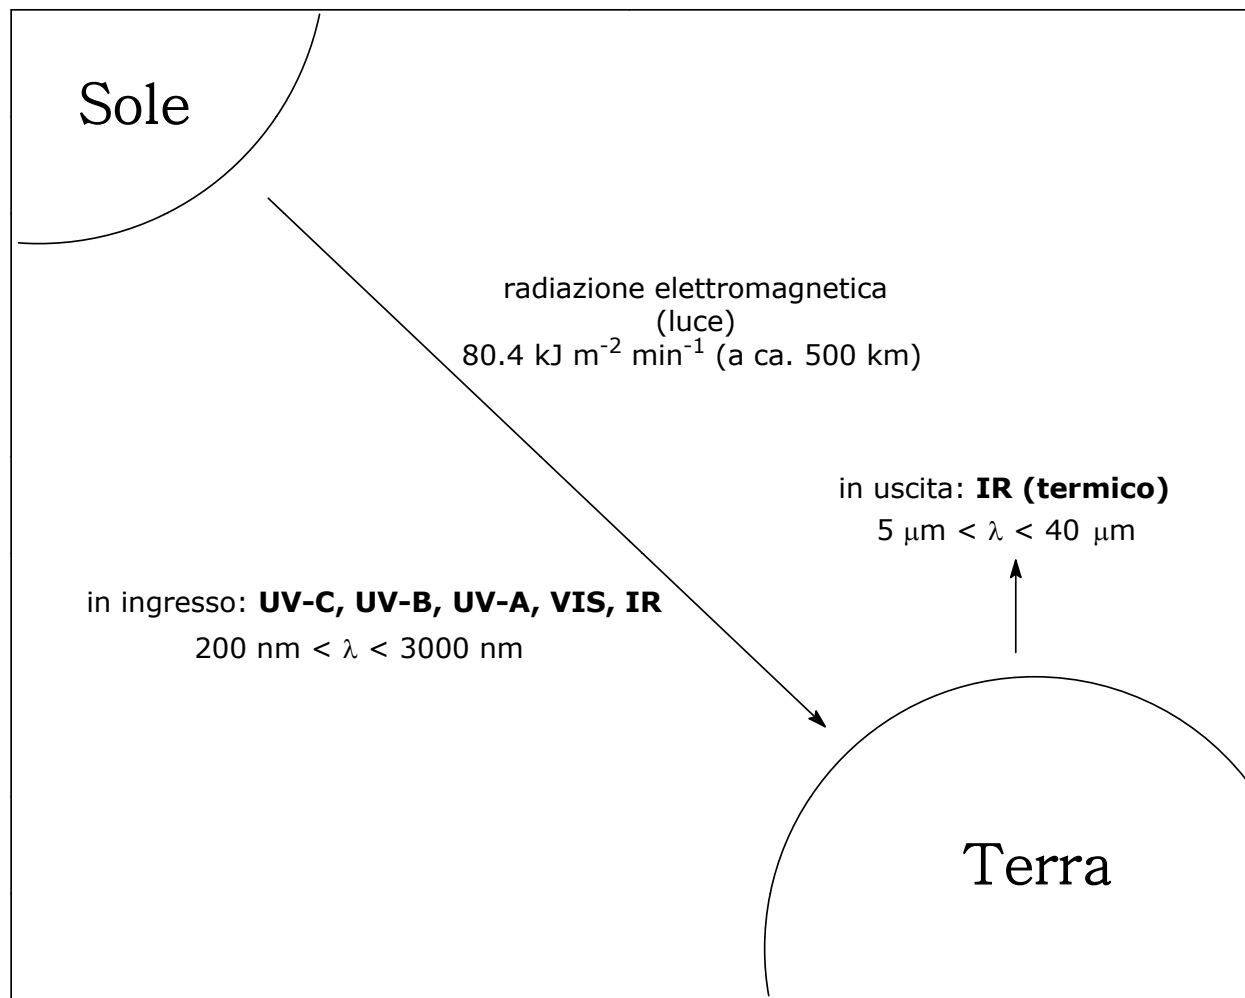 Sole
radiazione elettromagnetica
(luce)
80.4 kJ m⁻² min⁻¹ (a ca. 500 km)
in uscita: IR (termico)
5 μm < λ < 40 μm
in ingresso: UV-C, UV-B, UV-A, VIS, IR
200 nm < λ < 3000 nm
Terra